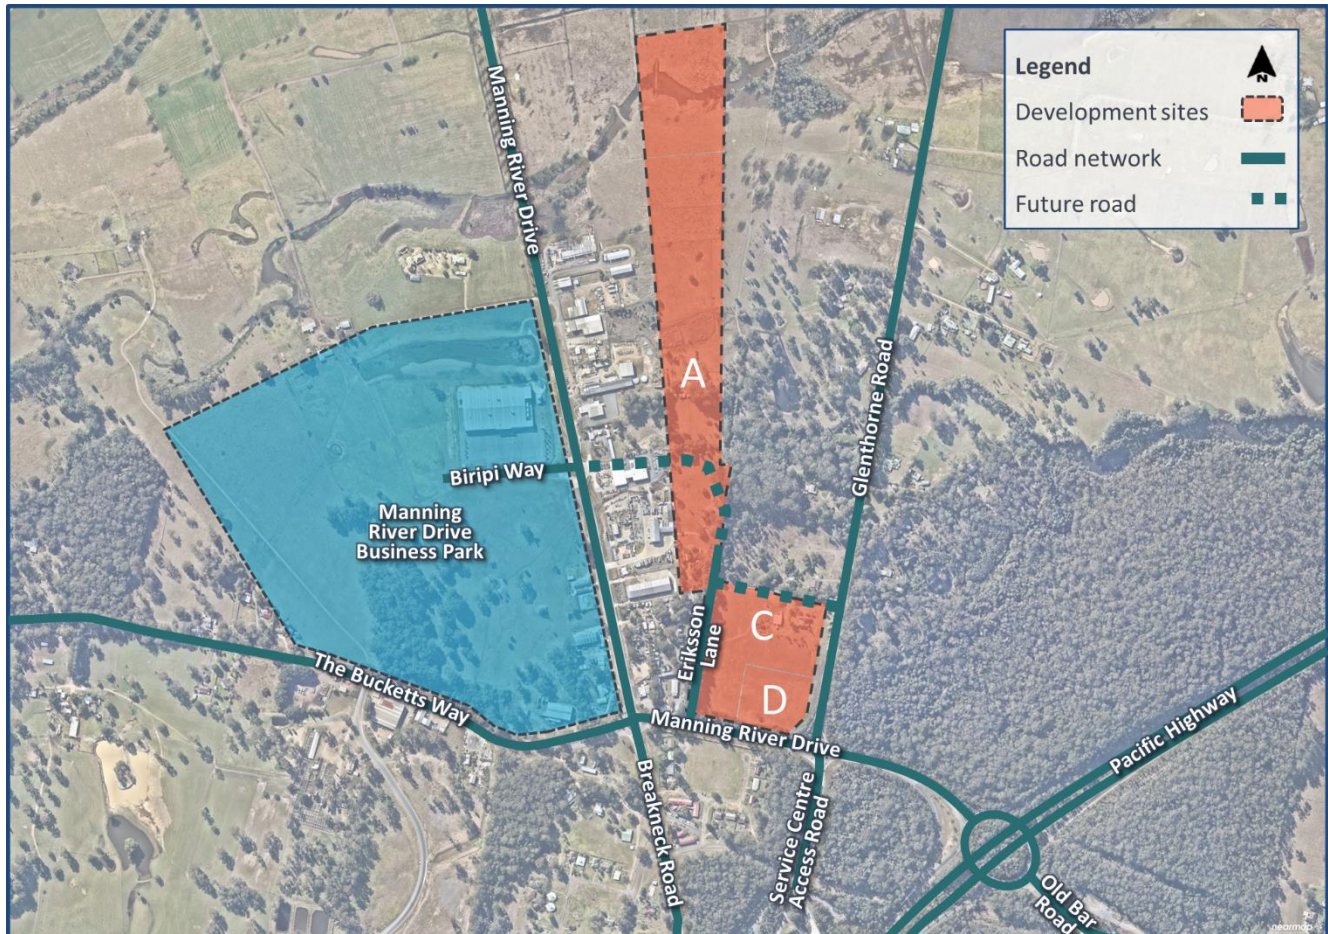 Legend
N
Development sites
Road network
Future road
Manning River Drive
A
Glenthorne Road
Biripi Way
Manning
River Drive
Business Park
C
Eriksson
Lane
D
The Bucketts Way
Manning River Drive
Pacific Highway
Breakneck Road
Service Centre
Access Road
Old Bar
Road
nearmap